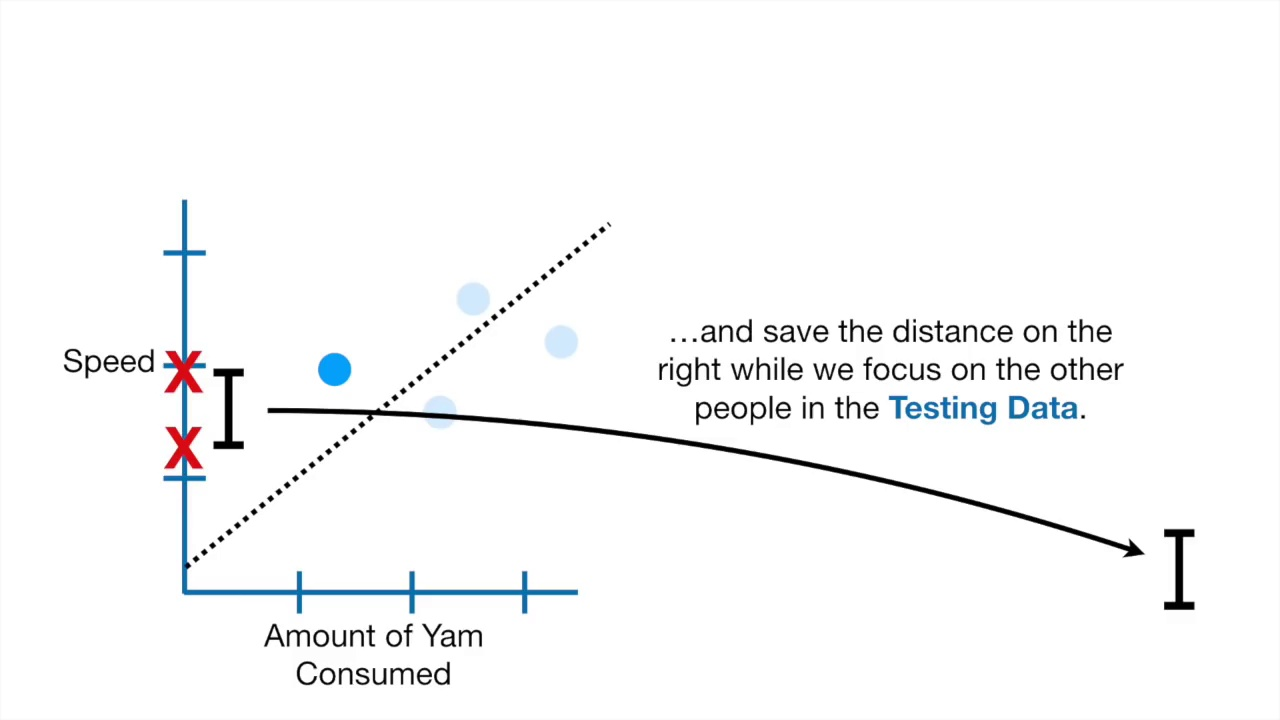 …and save the distance on the
right while we focus on the other
people in the Testing Data.
Speed
X
X
Amount of Yam
Consumed